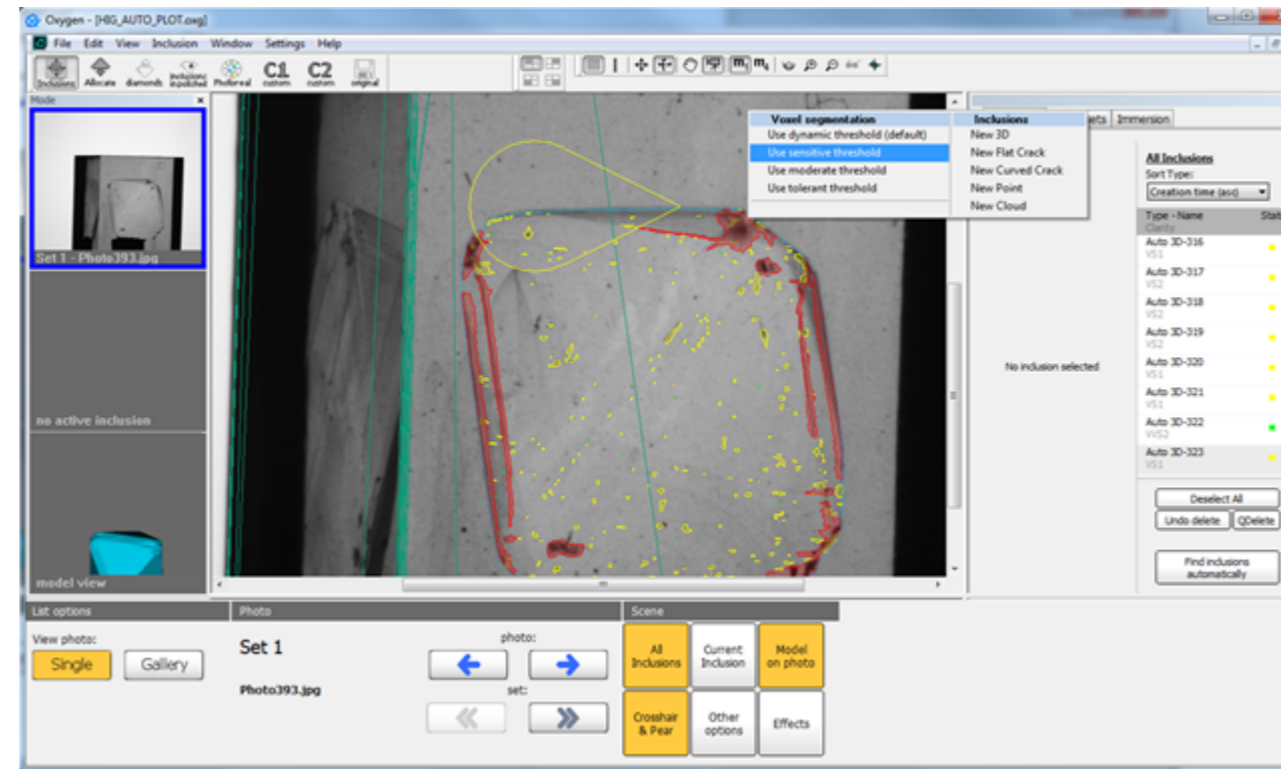 Oxygen - [HIG_AUTO_PLOT.oxg]
File Edit View Inclusion Window Settings Help
Inclusions Allocate diamonds inclusions inpolished Photoreal C1 custom C2 custom original
Mode
Set 1 - Photo393.jpg
no active inclusion
model view
Voxel segmentation
Use dynamic threshold (default)
Use sensitive threshold
Use moderate threshold
Use tolerant threshold
Inclusions
New 3D
New Flat Crack
New Curved Crack
New Point
New Cloud
ets Immersion
No inclusion selected
All Inclusions
Sort Type:
Creation time (asc)
Type - Name Stat
Clarity
Auto 3D-316
VS1
Auto 3D-317
VS2
Auto 3D-318
VS2
Auto 3D-319
VS2
Auto 3D-320
VS1
Auto 3D-321
VS1
Auto 3D-322
VVS2
Auto 3D-323
VS1
Deselect All
Undo delete QDelete
Find inclusions
automatically
List options
View photo:
Single Gallery
Photo
Set 1
Photo393.jpg
photo:
set:
Scene
All
Inclusions
Current
Inclusion
Model
on photo
Crosshair
& Pear
Other
options
Effects